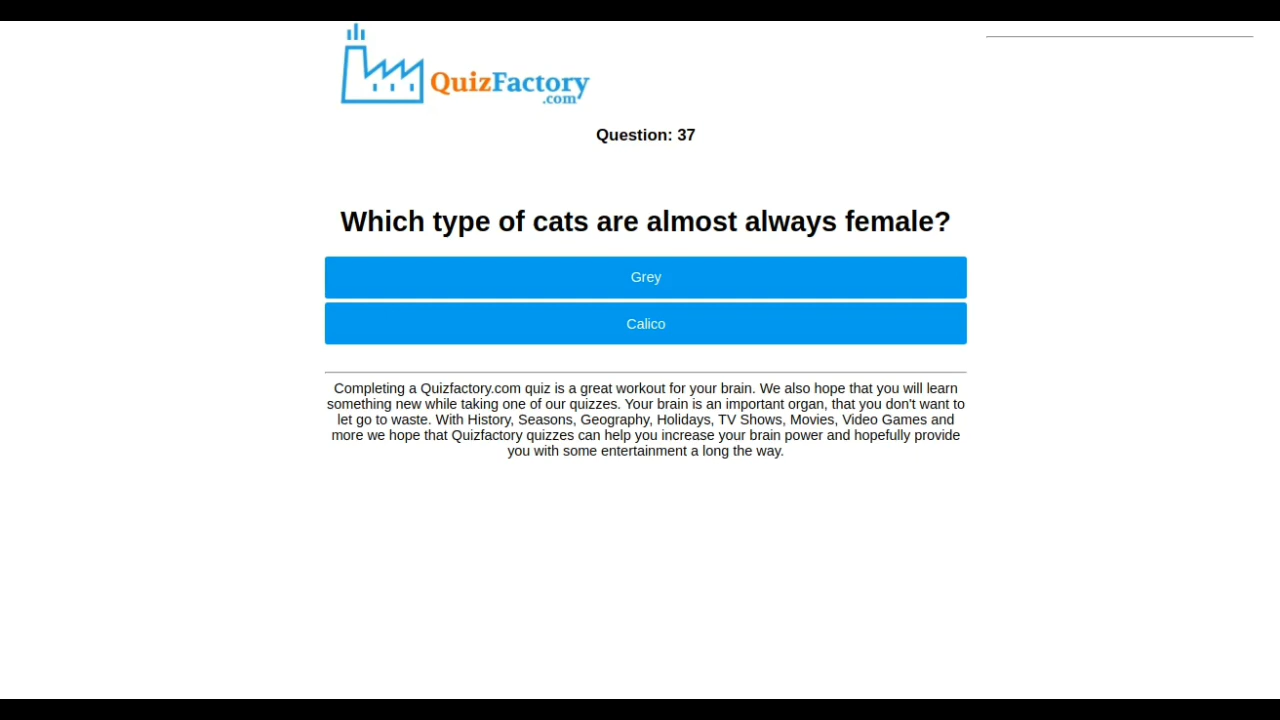 QuizFactory
.com
Question: 37
Which type of cats are almost always female?
Grey
Calico
Completing a Quizfactory.com quiz is a great workout for your brain. We also hope that you will learn
something new while taking one of our quizzes. Your brain is an important organ, that you don't want to
let go to waste. With History, Seasons, Geography, Holidays, TV Shows, Movies, Video Games and
more we hope that Quizfactory quizzes can help you increase your brain power and hopefully provide
you with some entertainment a long the way.